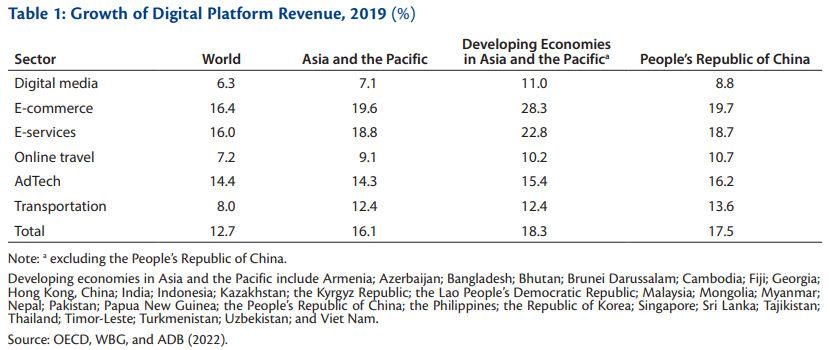 Table 1: Growth of Digital Platform Revenue, 2019 (%)
Sector World Asia and the Pacific Developing Economies in Asia and the Pacificᵃ People's Republic of China
Digital media 6.3 7.1 11.0 8.8
E-commerce 16.4 19.6 28.3 19.7
E-services 16.0 18.8 22.8 18.7
Online travel 7.2 9.1 10.2 10.7
AdTech 14.4 14.3 15.4 16.2
Transportation 8.0 12.4 12.4 13.6
Total 12.7 16.1 18.3 17.5
Note: ᵃ excluding the People's Republic of China.
Developing economies in Asia and the Pacific include Armenia; Azerbaijan; Bangladesh; Bhutan; Brunei Darussalam; Cambodia; Fiji; Georgia;
Hong Kong, China; India; Indonesia; Kazakhstan; the Kyrgyz Republic; the Lao People's Democratic Republic; Malaysia; Mongolia; Myanmar;
Nepal; Pakistan; Papua New Guinea; the People's Republic of China; the Philippines; the Republic of Korea; Singapore; Sri Lanka; Tajikistan;
Thailand; Timor-Leste; Turkmenistan; Uzbekistan; and Viet Nam.
Source: OECD, WBG, and ADB (2022).